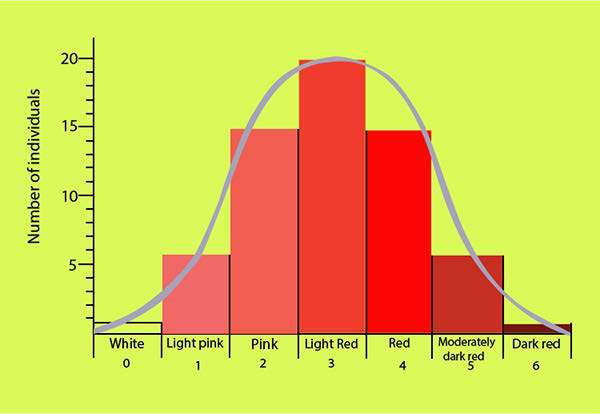 Number of individuals
20
15
10
5
White
Light pink
Pink
Light Red
Red
Moderately
dark red
Dark red
0
1
2
3
4
5
6